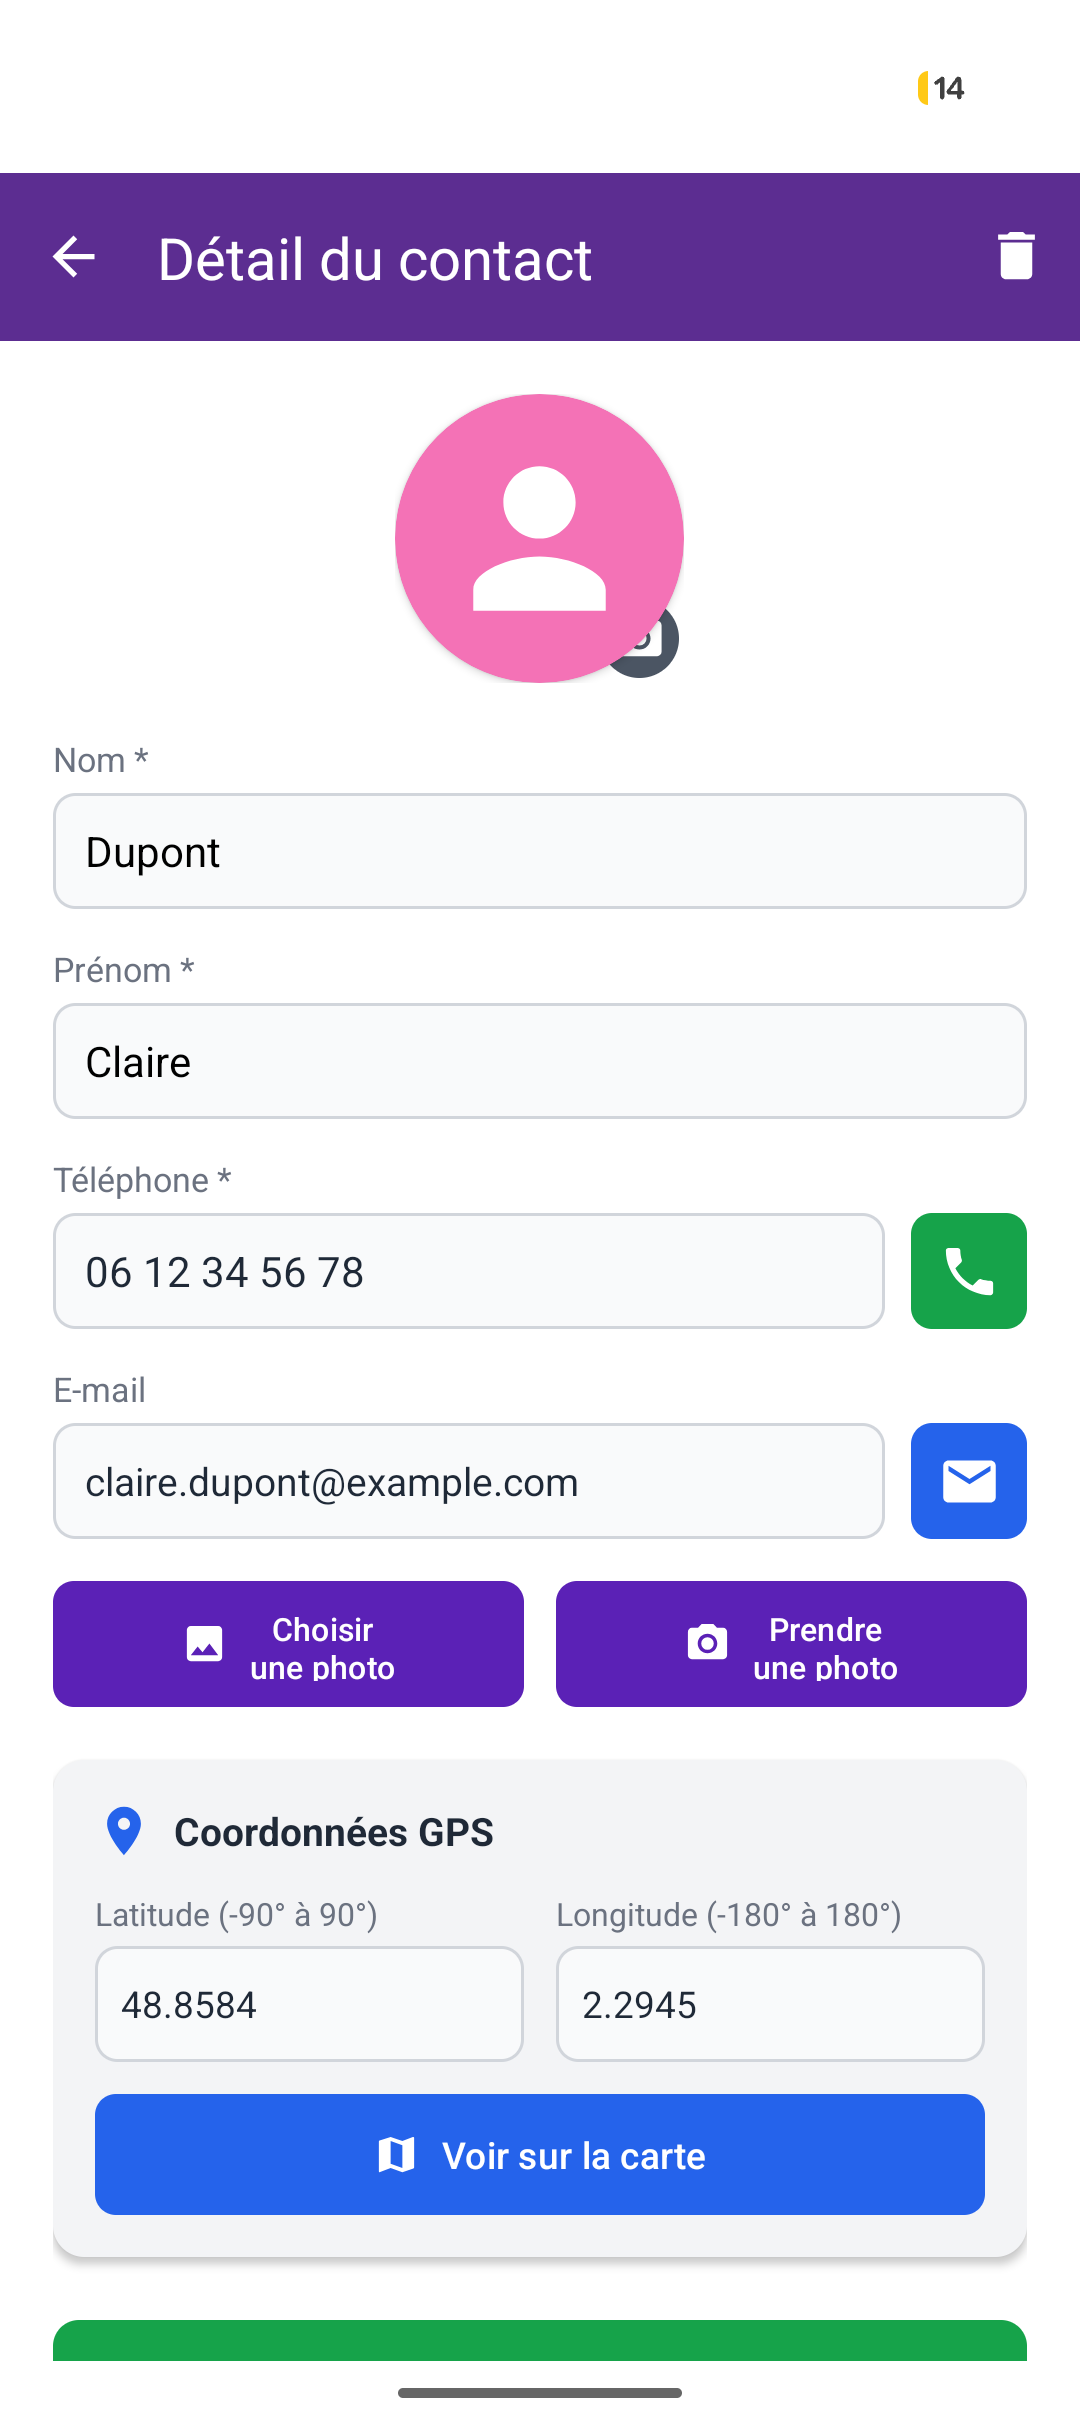 14
Détail du contact
Nom *
Dupont
Prénom *
Claire
Téléphone *
06 12 34 56 78
E-mail
claire.dupont@example.com
Choisir
une photo
Prendre
une photo
Coordonnées GPS
Latitude (-90° à 90°)
Longitude (-180° à 180°)
48.8584
2.2945
Voir sur la carte